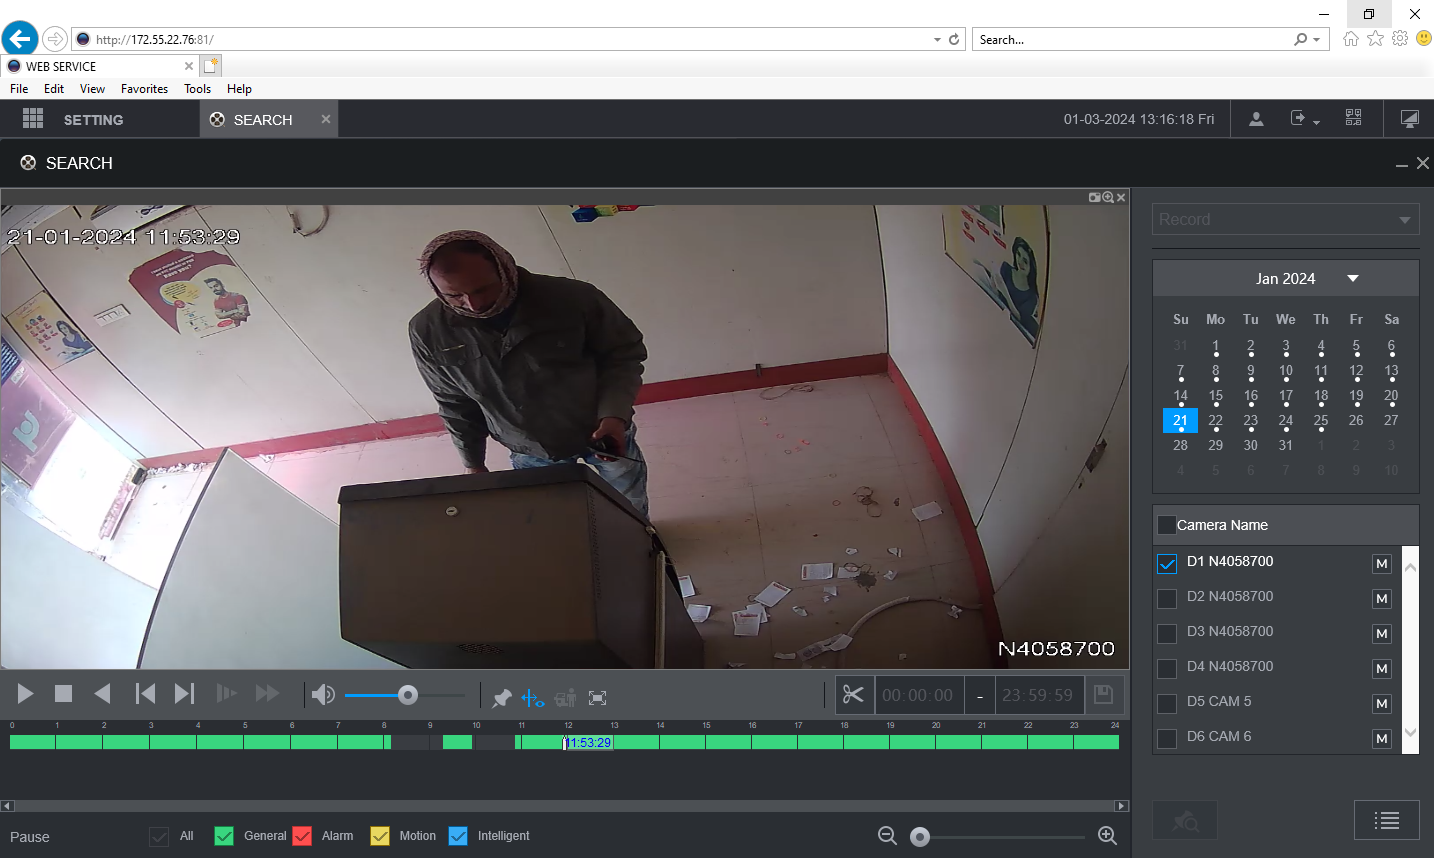 http://172.55.22.76:81/
Search...
WEB SERVICE
File Edit View Favorites Tools Help
SETTING
SEARCH
01-03-2024 13:16:18 Fri
SEARCH
21-01-2024 11:53:29
Have you?
N4058700
Record
Jan 2024
Su Mo Tu We Th Fr Sa
31 1 2 3 4 5 6
7 8 9 10 11 12 13
14 15 16 17 18 19 20
21 22 23 24 25 26 27
28 29 30 31 1 2 3
4 5 6 7 8 9 10
Camera Name
D1 N4058700 M
D2 N4058700 M
D3 N4058700 M
D4 N4058700 M
D5 CAM 5 M
D6 CAM 6 M
00:00:00 - 23:59:59
0 1 2 3 4 5 6 7 8 9 10 11 12 13 14 15 16 17 18 19 20 21 22 23 24
11:53:29
Pause
All General Alarm Motion Intelligent